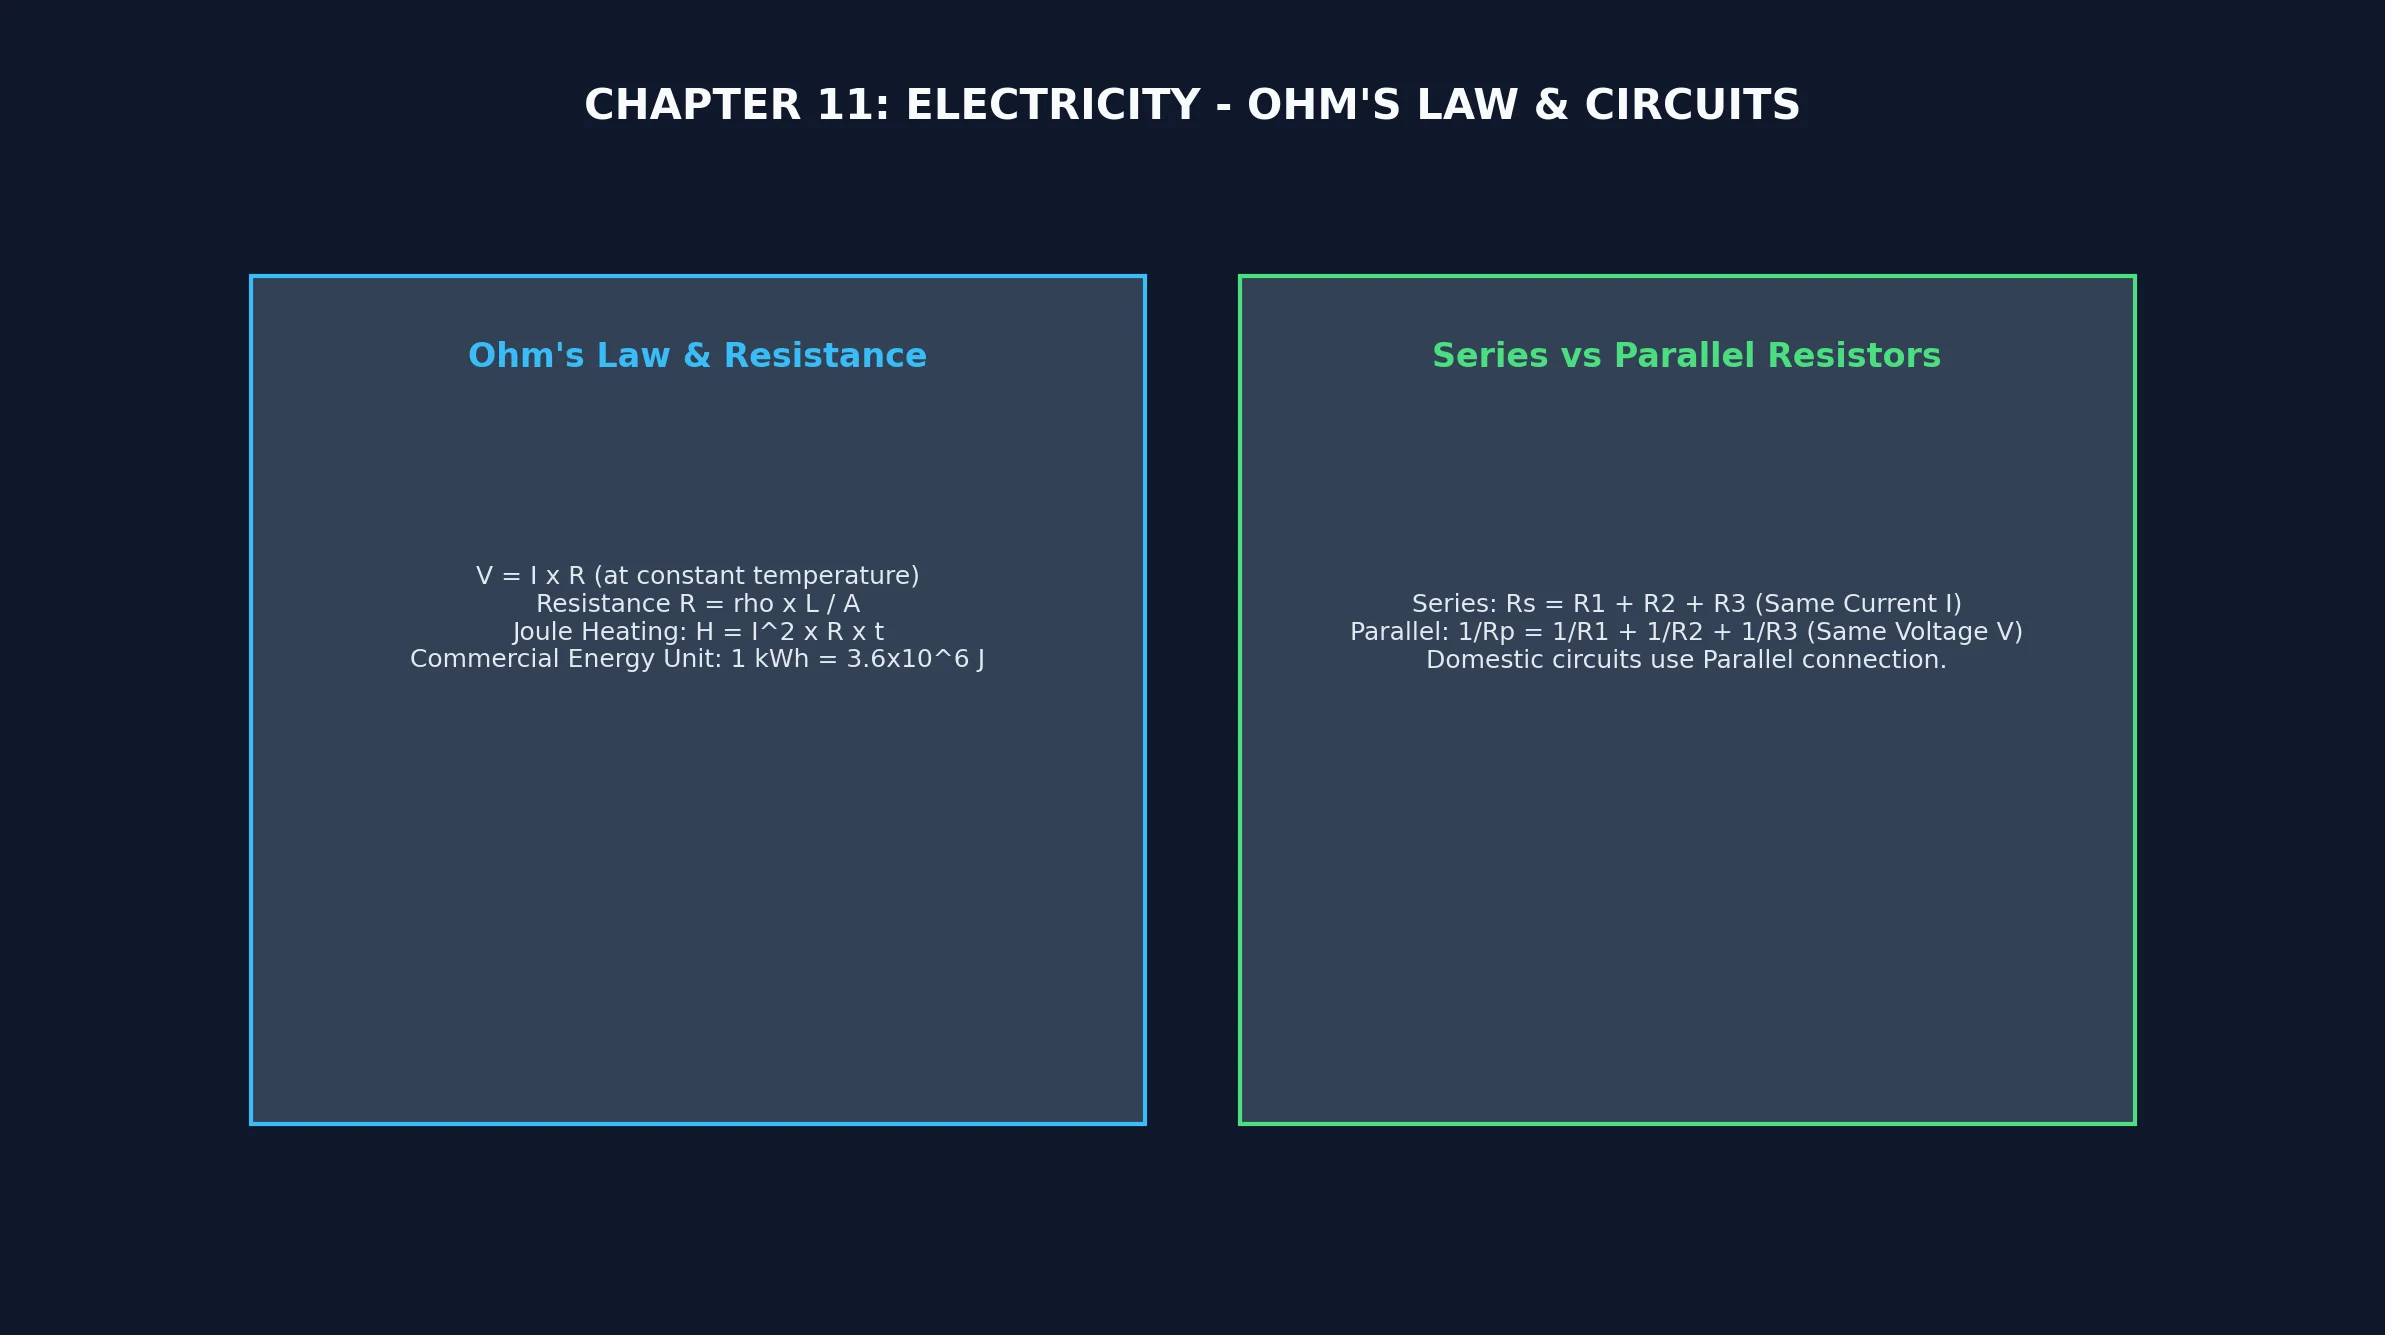 CHAPTER 11: ELECTRICITY - OHM'S LAW & CIRCUITS
Ohm's Law & Resistance
V = I x R (at constant temperature)
Resistance R = rho x L / A
Joule Heating: H = I^2 x R x t
Commercial Energy Unit: 1 kWh = 3.6x10^6 J
Series vs Parallel Resistors
Series: Rs = R1 + R2 + R3 (Same Current I)
Parallel: 1/Rp = 1/R1 + 1/R2 + 1/R3 (Same Voltage V)
Domestic circuits use Parallel connection.